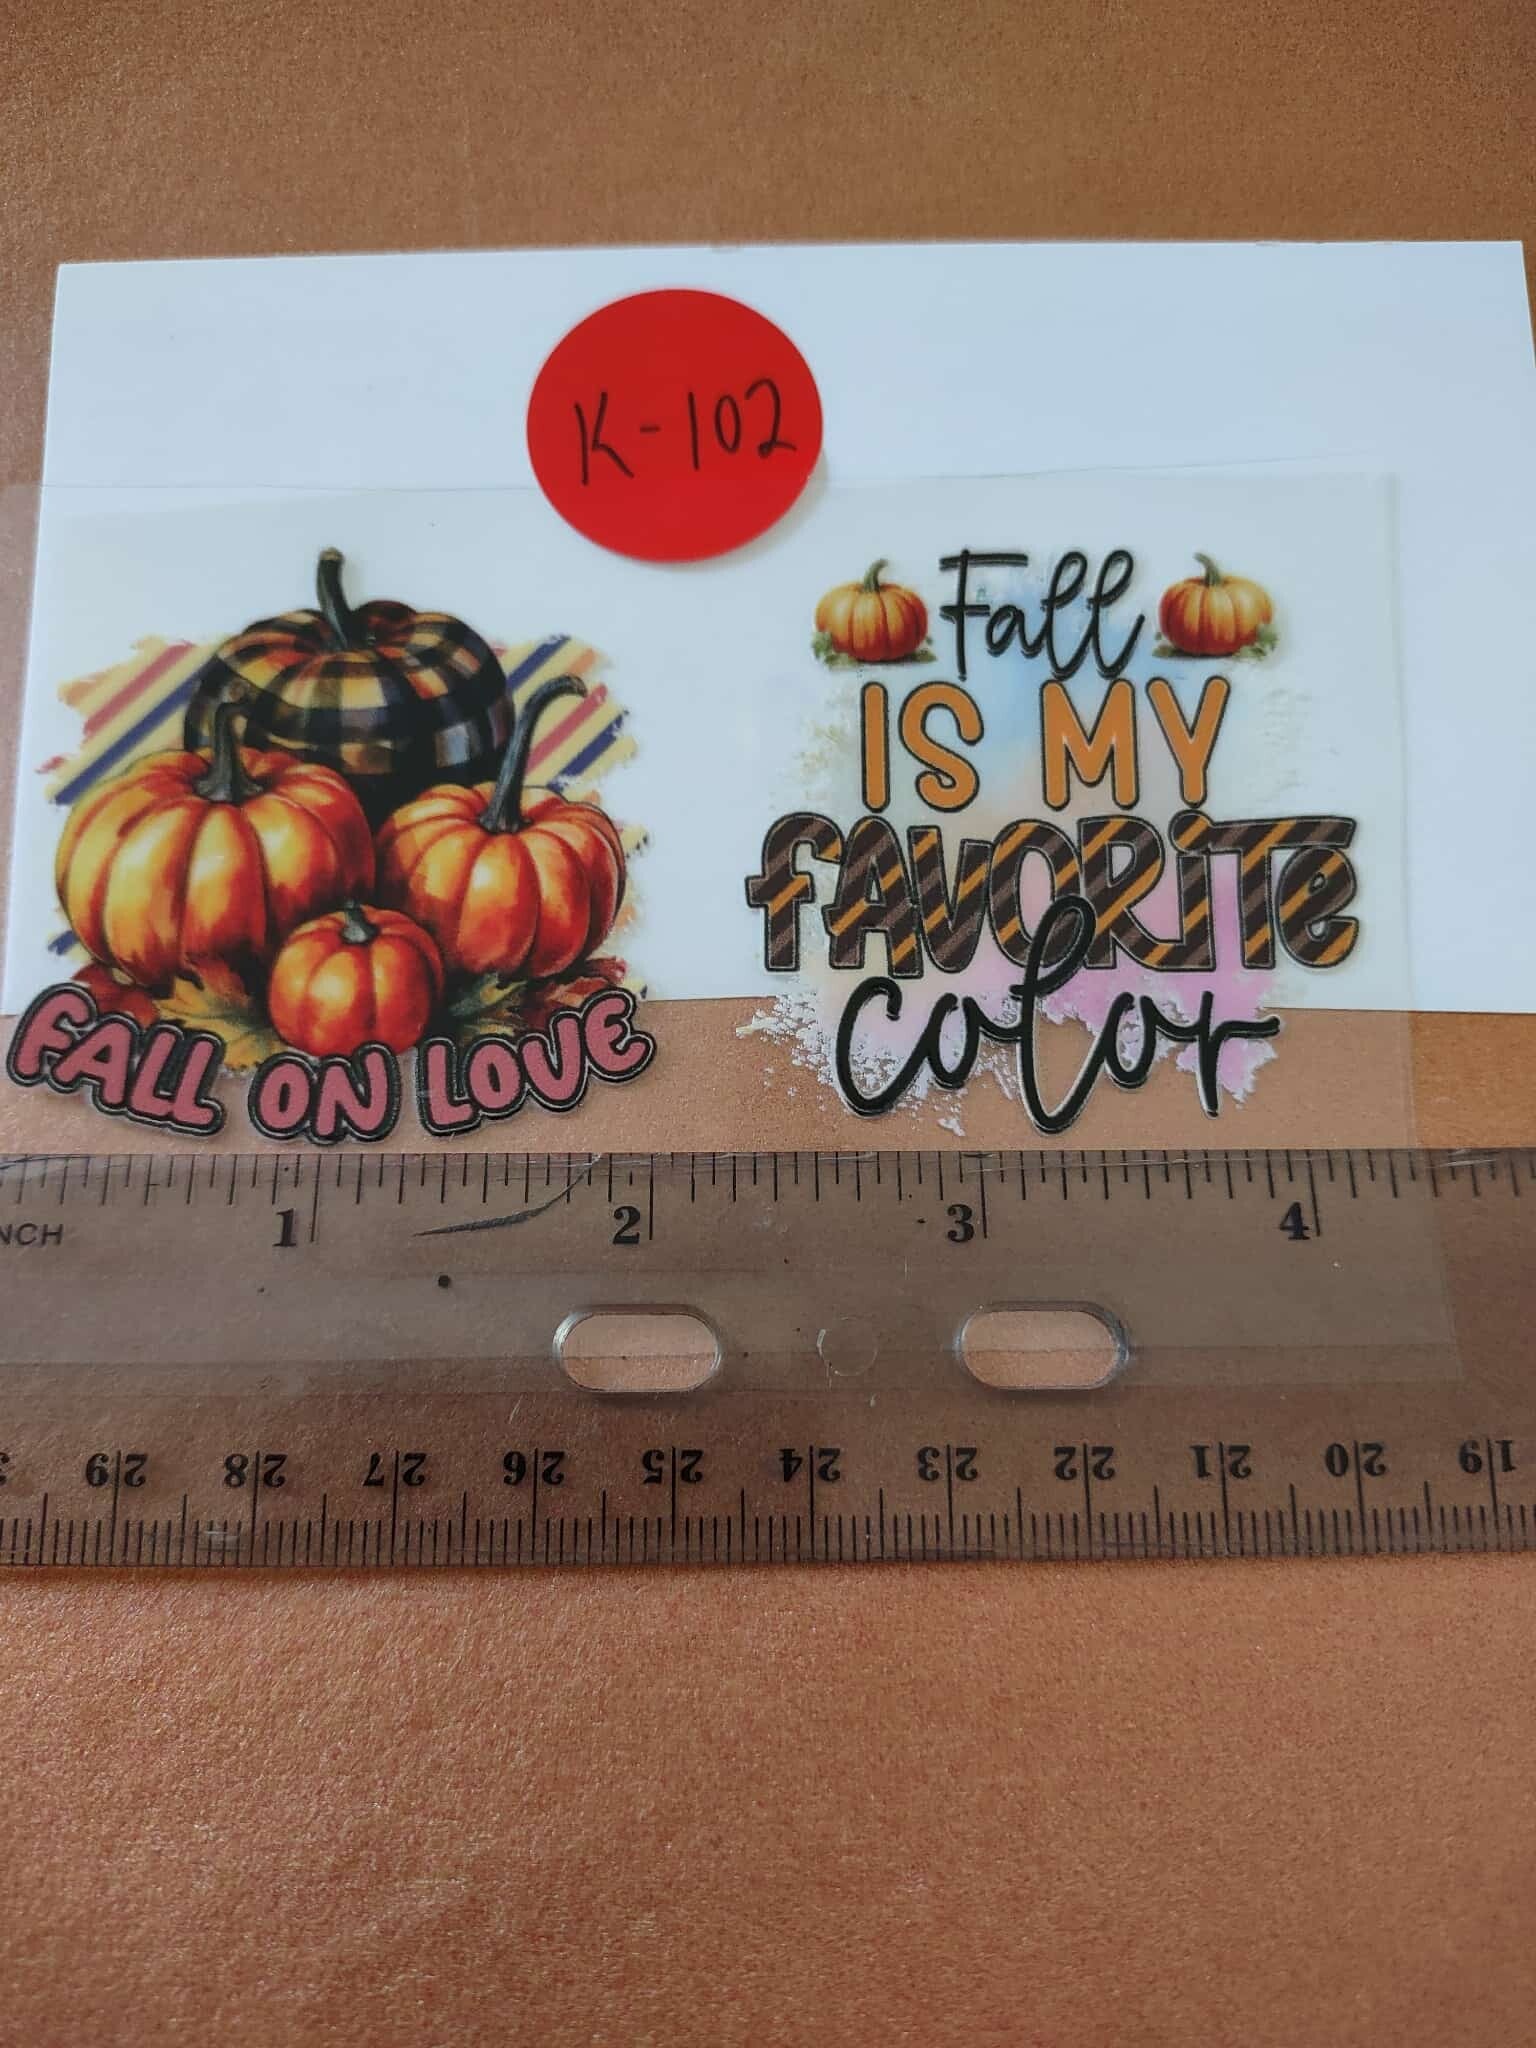 K-102
Fall
IS MY
FAVORITE
color
FALL ON LOVE
1 2 3 4
NCH
29 28 27 26 25 24 23 22 21 20 19